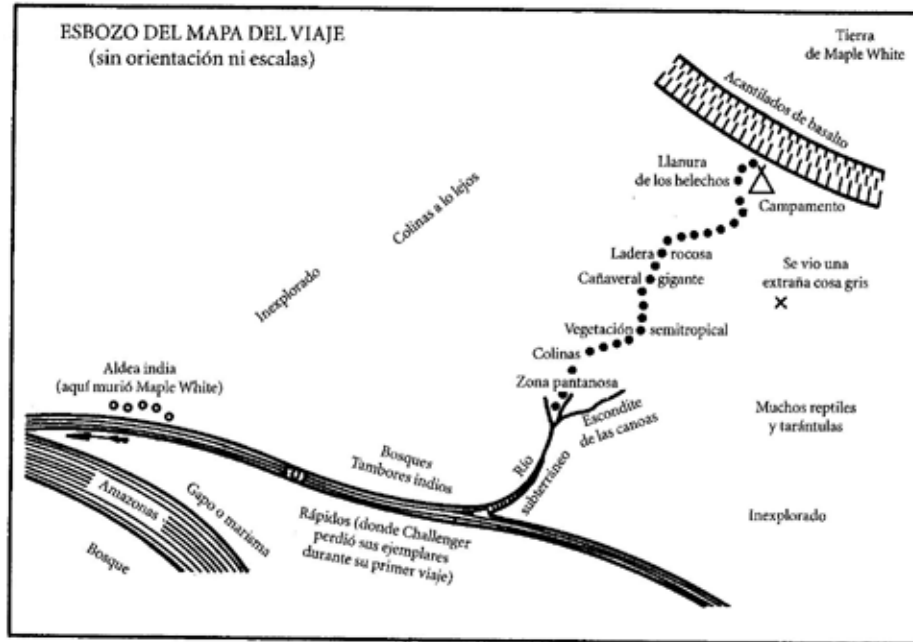 ESBOZO DEL MAPA DEL VIAJE
(sin orientación ni escalas)
Tierra
de Maple White
Acantilados de basalto
Llanura
de los helechos
Campamento
Colinas a lo lejos
Inexplorado
Ladera rocosa
Cañaveral gigante
Se vio una
extraña cosa gris
Vegetación semitropical
Colinas
Zona pantanosa
Aldea india
(aquí murió Maple White)
Escondite
de las canoas
Muchos reptiles
y tarántulas
Bosques
Tambores indios
Río
subterráneo
Inexplorado
Amazonas
Gapo o marisma
Bosque
Rápidos (donde Challenger
perdió sus ejemplares
durante su primer viaje)